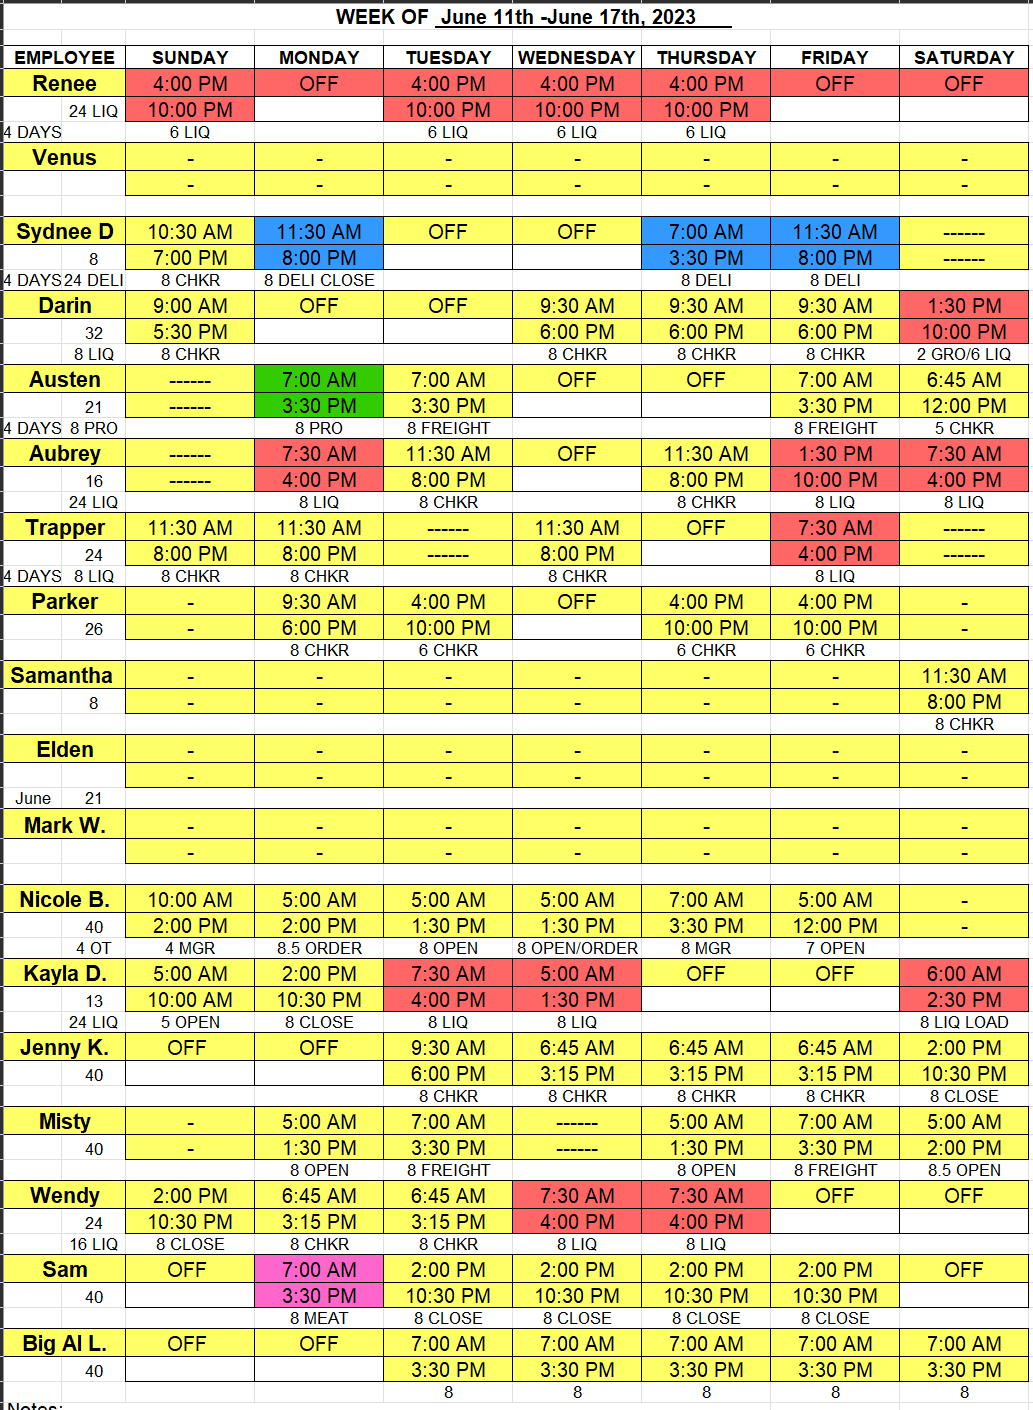 WEEK OF June 11th -June 17th, 2023
EMPLOYEE SUNDAY MONDAY TUESDAY WEDNESDAY THURSDAY FRIDAY SATURDAY
Renee 4:00 PM OFF 4:00 PM 4:00 PM 4:00 PM OFF OFF
24 LIQ 10:00 PM 10:00 PM 10:00 PM 10:00 PM
4 DAYS 6 LIQ 6 LIQ 6 LIQ 6 LIQ
Venus - - - - - - -
- - - - - - -
Sydnee D 10:30 AM 11:30 AM OFF OFF 7:00 AM 11:30 AM ------
8 7:00 PM 8:00 PM 3:30 PM 8:00 PM ------
4 DAYS 24 DELI 8 CHKR 8 DELI CLOSE 8 DELI 8 DELI
Darin 9:00 AM OFF OFF 9:30 AM 9:30 AM 9:30 AM 1:30 PM
32 5:30 PM 6:00 PM 6:00 PM 6:00 PM 10:00 PM
8 LIQ 8 CHKR 8 CHKR 8 CHKR 8 CHKR 2 GRO/6 LIQ
Austen ------ 7:00 AM 7:00 AM OFF OFF 7:00 AM 6:45 AM
21 ------ 3:30 PM 3:30 PM 3:30 PM 12:00 PM
4 DAYS 8 PRO 8 PRO 8 FREIGHT 8 FREIGHT 5 CHKR
Aubrey ------ 7:30 AM 11:30 AM OFF 11:30 AM 1:30 PM 7:30 AM
16 ------ 4:00 PM 8:00 PM 8:00 PM 10:00 PM 4:00 PM
24 LIQ 8 LIQ 8 CHKR 8 CHKR 8 LIQ 8 LIQ
Trapper 11:30 AM 11:30 AM ------ 11:30 AM OFF 7:30 AM ------
24 8:00 PM 8:00 PM ------ 8:00 PM 4:00 PM ------
4 DAYS 8 LIQ 8 CHKR 8 CHKR 8 CHKR 8 LIQ
Parker - 9:30 AM 4:00 PM OFF 4:00 PM 4:00 PM -
26 - 6:00 PM 10:00 PM 10:00 PM 10:00 PM -
8 CHKR 6 CHKR 6 CHKR 6 CHKR
Samantha - - - - - - 11:30 AM
8 - - - - - - 8:00 PM
8 CHKR
Elden - - - - - - -
- - - - - - -
June 21
Mark W. - - - - - - -
- - - - - - -
Nicole B. 10:00 AM 5:00 AM 5:00 AM 5:00 AM 7:00 AM 5:00 AM -
40 2:00 PM 2:00 PM 1:30 PM 1:30 PM 3:30 PM 12:00 PM -
4 OT 4 MGR 8.5 ORDER 8 OPEN 8 OPEN/ORDER 8 MGR 7 OPEN
Kayla D. 5:00 AM 2:00 PM 7:30 AM 5:00 AM OFF OFF 6:00 AM
13 10:00 AM 10:30 PM 4:00 PM 1:30 PM 2:30 PM
24 LIQ 5 OPEN 8 CLOSE 8 LIQ 8 LIQ 8 LIQ LOAD
Jenny K. OFF OFF 9:30 AM 6:45 AM 6:45 AM 6:45 AM 2:00 PM
40 6:00 PM 3:15 PM 3:15 PM 3:15 PM 10:30 PM
8 CHKR 8 CHKR 8 CHKR 8 CHKR 8 CLOSE
Misty - 5:00 AM 7:00 AM ------ 5:00 AM 7:00 AM 5:00 AM
40 - 1:30 PM 3:30 PM ------ 1:30 PM 3:30 PM 2:00 PM
8 OPEN 8 FREIGHT 8 OPEN 8 FREIGHT 8.5 OPEN
Wendy 2:00 PM 6:45 AM 6:45 AM 7:30 AM 7:30 AM OFF OFF
24 10:30 PM 3:15 PM 3:15 PM 4:00 PM 4:00 PM
16 LIQ 8 CLOSE 8 CHKR 8 CHKR 8 LIQ 8 LIQ
Sam OFF 7:00 AM 2:00 PM 2:00 PM 2:00 PM 2:00 PM OFF
40 3:30 PM 10:30 PM 10:30 PM 10:30 PM 10:30 PM
8 MEAT 8 CLOSE 8 CLOSE 8 CLOSE 8 CLOSE
Big Al L. OFF OFF 7:00 AM 7:00 AM 7:00 AM 7:00 AM 7:00 AM
40 3:30 PM 3:30 PM 3:30 PM 3:30 PM 3:30 PM
8 8 8 8 8
Notes: